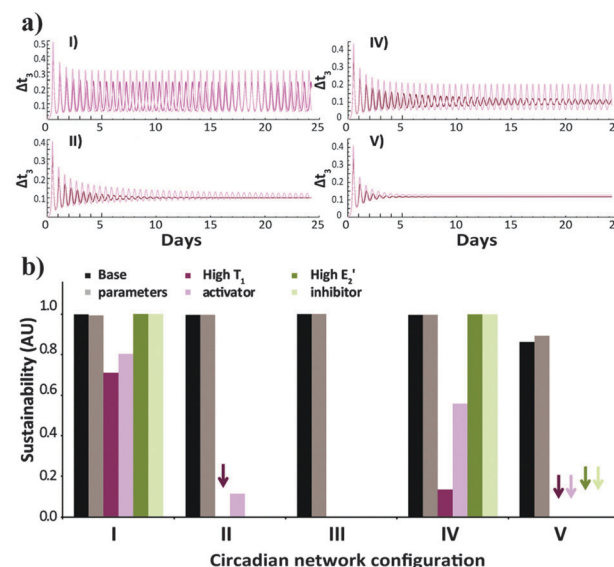 a)
I)
IV)
0.5
0.4
0.3
0.2
0.1
Δt3
5 10 15 20 25
0.4
0.3
0.2
0.1
Δt3
5 10 15 20 2
II)
V)
0.4
0.3
0.2
0.1
Δt3
5 10 15 20 25
0.4
0.3
0.2
0.1
Δt3
5 10 15 20 2
Days
Days
b)
Base
High T1
High E2'
parameters
activator
inhibitor
Sustainability (AU)
1.0
0.8
0.6
0.4
0.2
0.0
I II III IV V
Circadian network configuration